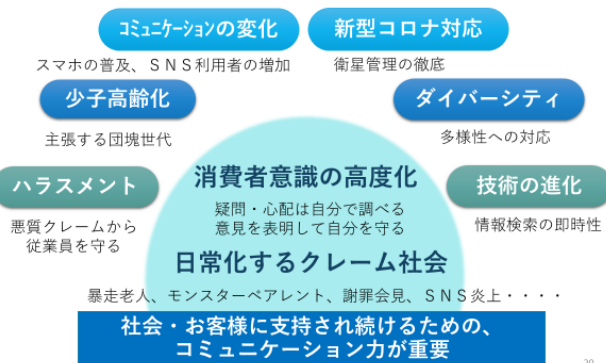 コミュニケーションの変化
新型コロナ対応
スマホの普及、ＳＮＳ利用者の増加
衛星管理の徹底
少子高齢化
ダイバーシティ
主張する団塊世代
多様性への対応
ハラスメント
消費者意識の高度化
技術の進化
悪質クレームから
従業員を守る
疑問・心配は自分で調べる
意見を表明して自分を守る
情報検索の即時性
日常化するクレーム社会
暴走老人、モンスターペアレント、謝罪会見、ＳＮＳ炎上・・・・
社会・お客様に支持され続けるための、
コミュニケーション力が重要